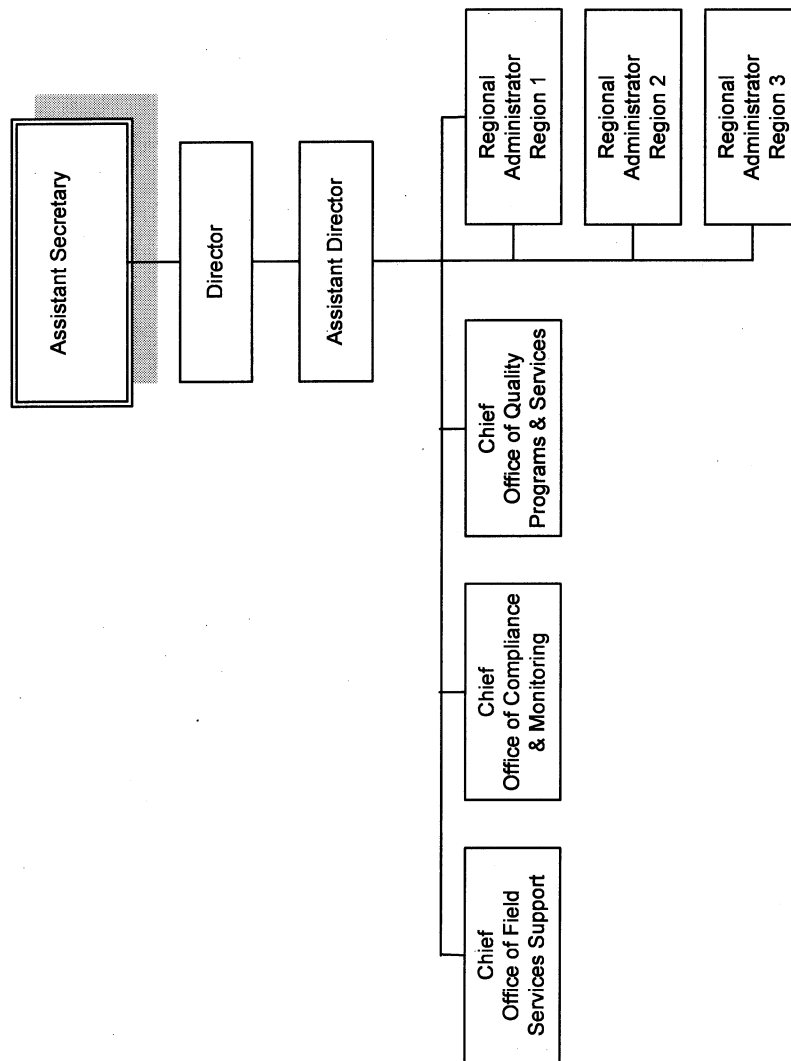 Assistant Secretary
Director
Assistant Director
Chief
Office of Field
Services Support
Chief
Office of Compliance
& Monitoring
Chief
Office of Quality
Programs & Services
Regional
Administrator
Region 1
Regional
Administrator
Region 2
Regional
Administrator
Region 3